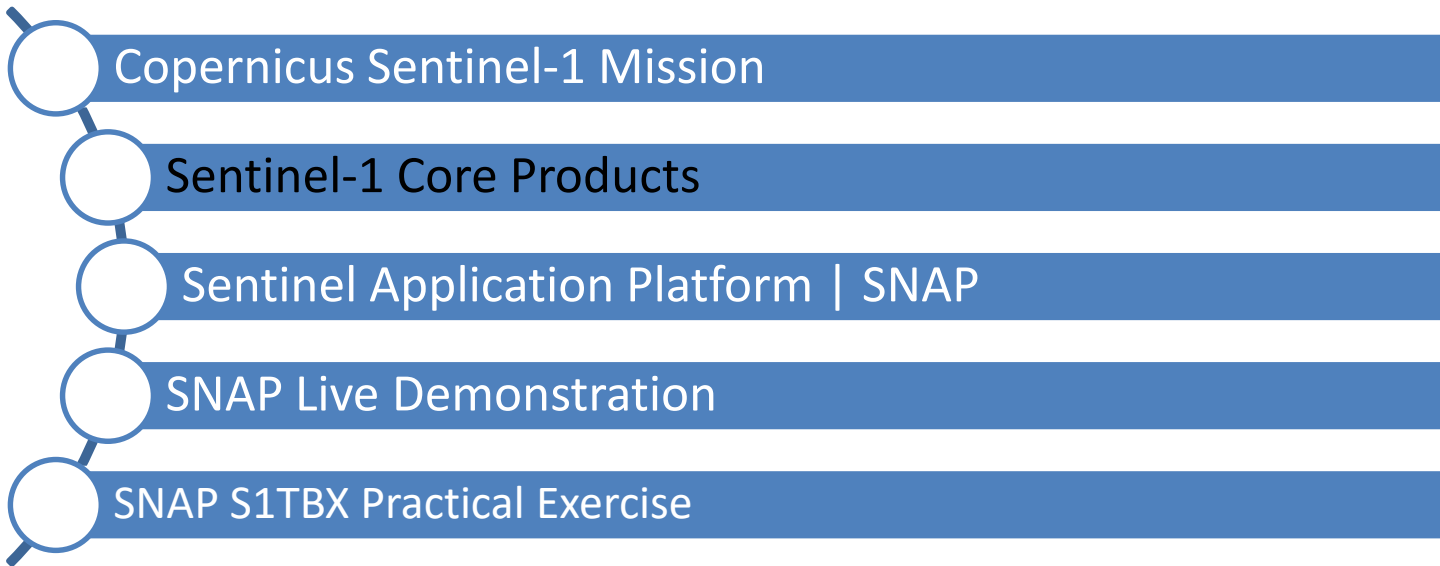 Copernicus Sentinel-1 Mission
Sentinel-1 Core Products
Sentinel Application Platform | SNAP
SNAP Live Demonstration
SNAP S1TBX Practical Exercise